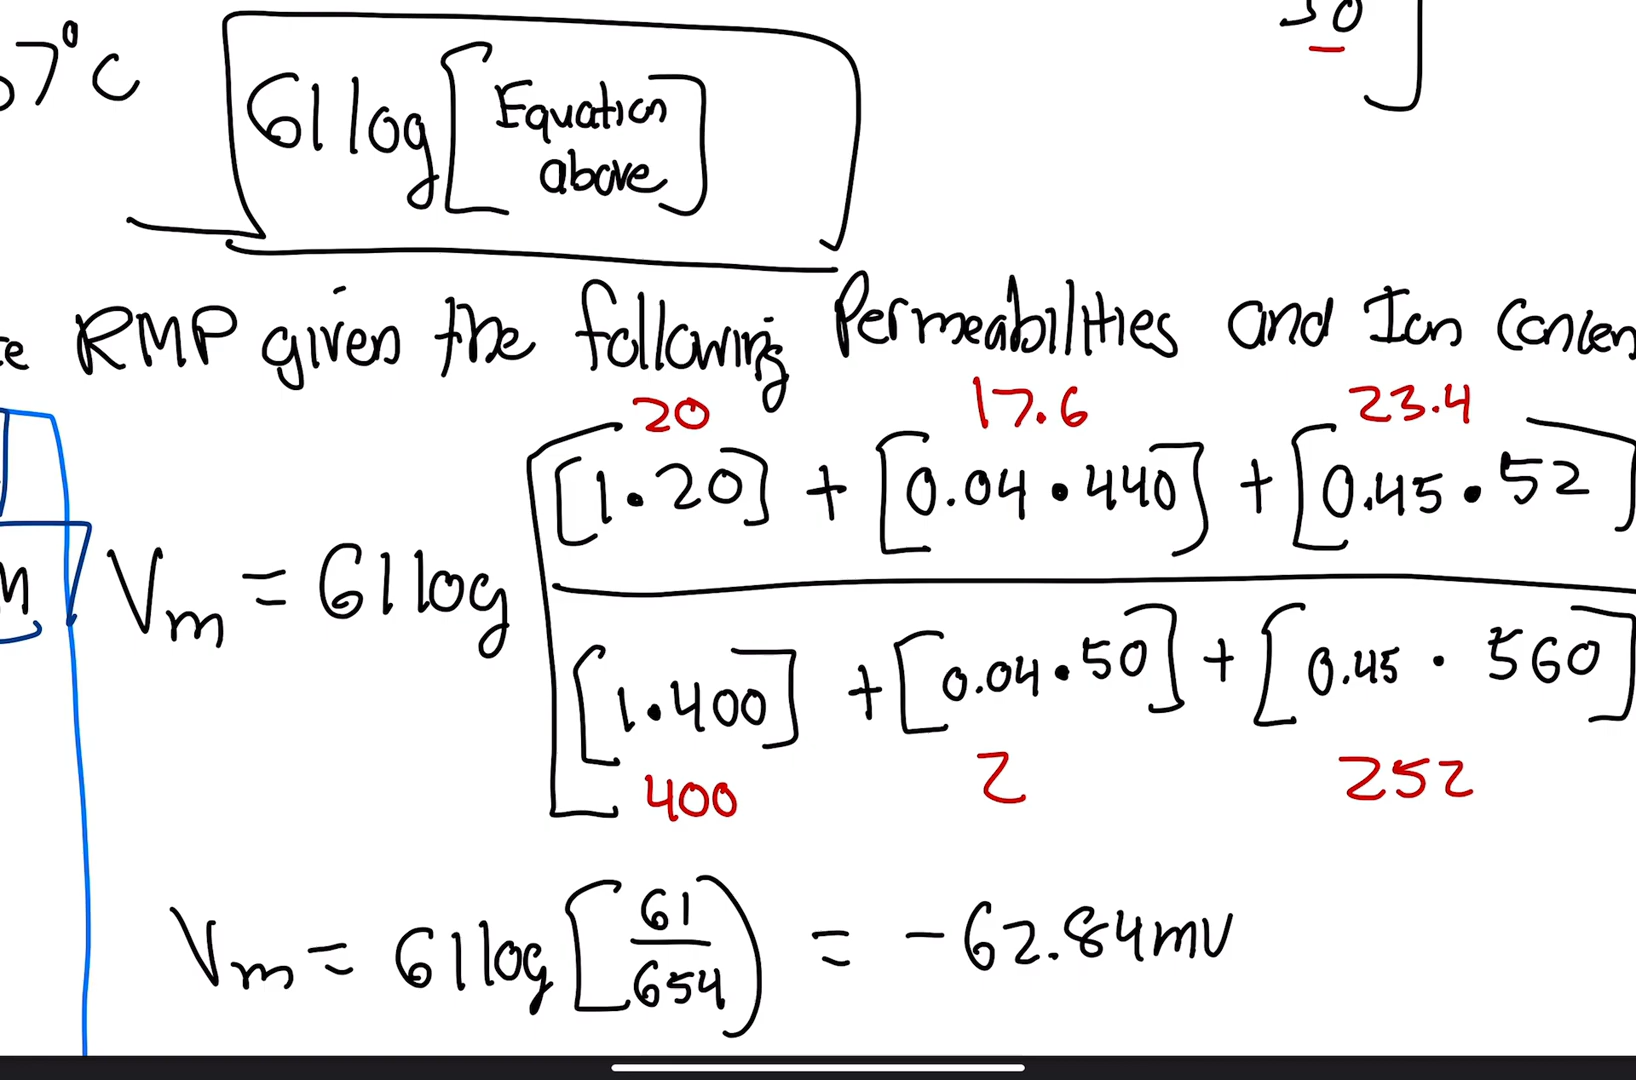 7°C 61 log [Equation above]
RMP given the following Permeabilities and Ion
20 17.6 23.4
[1·20] + [0.04·440] + [0.45·52]
Vm = 61 log
[1·400] + [0.04·50] + [0.45·560]
400 2 252
Vm = 61 log [61/654) = -62.84mV